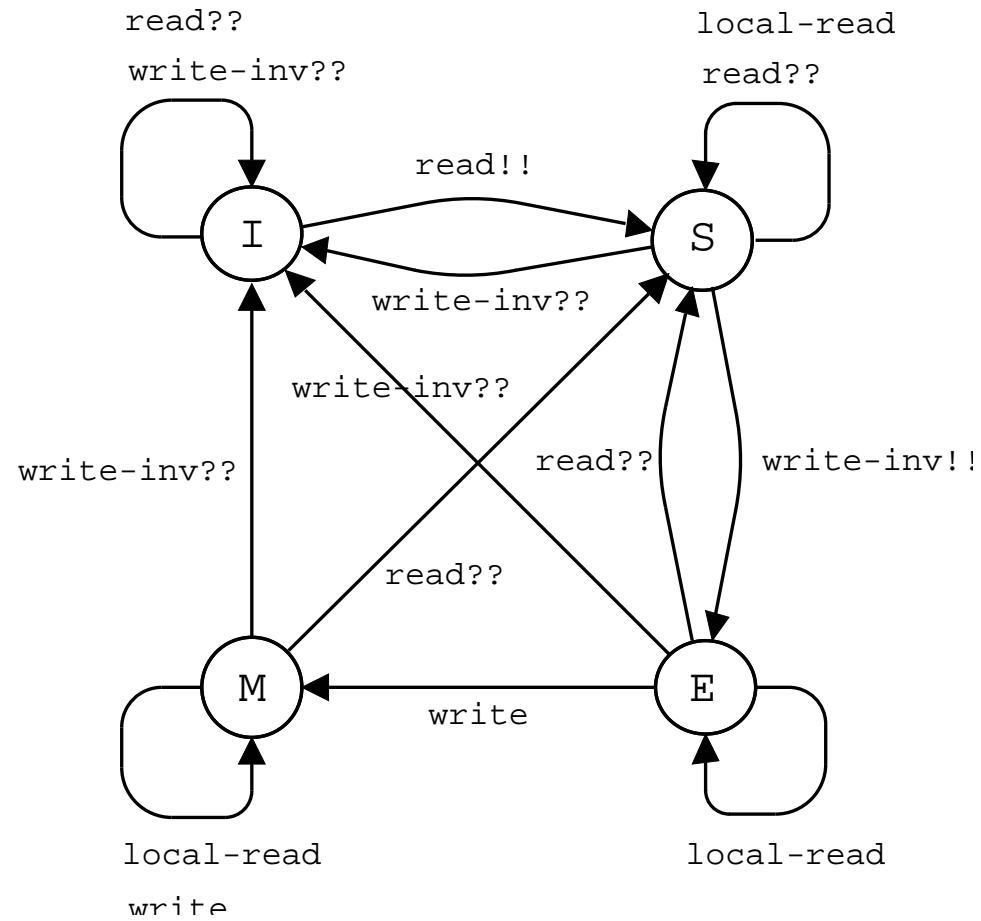 read??
write-inv??
local-read
read??
read!!
I
S
write-inv??
write-inv??
write-inv??
read??
write-inv!!
read??
M
E
write
local-read
write
local-read